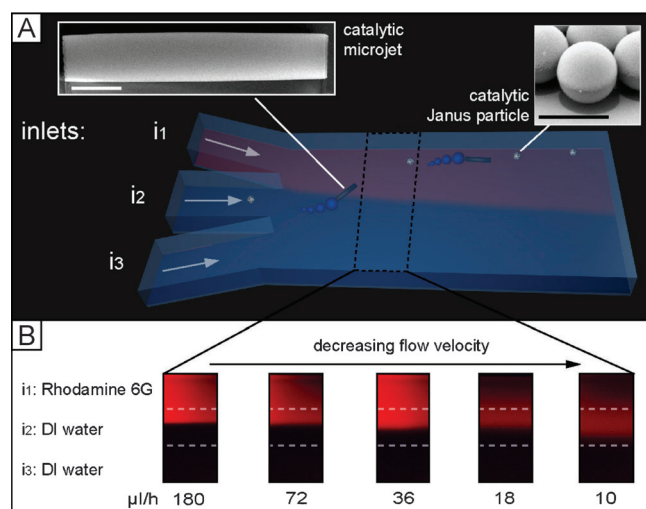 A
catalytic
microjet
catalytic
Janus particle
inlets:
i1
i2
i3
B
decreasing flow velocity
i1: Rhodamine 6G
i2: DI water
i3: DI water
µl/h 180 72 36 18 10